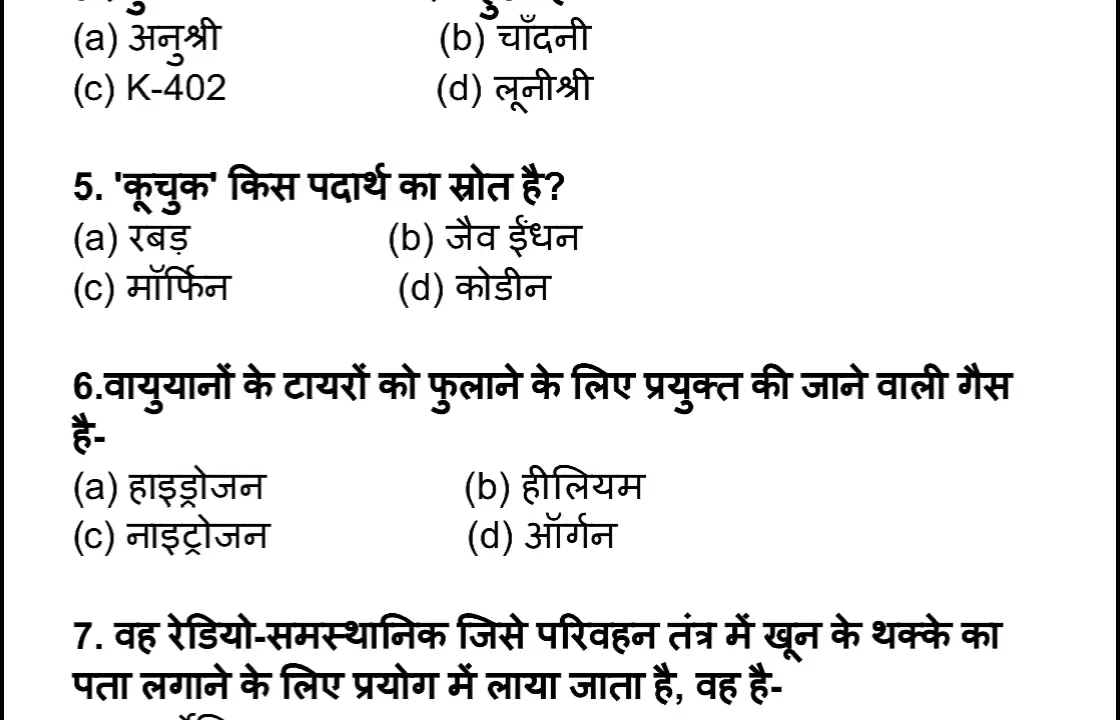 (a) अनुश्री (b) चाँदनी
(c) K-402 (d) लूनीश्री
5. 'कूचुक' किस पदार्थ का स्रोत है?
(a) रबड़ (b) जैव ईंधन
(c) मॉर्फिन (d) कोडीन
6.वायुयानों के टायरों को फुलाने के लिए प्रयुक्त की जाने वाली गैस
है-
(a) हाइड्रोजन (b) हीलियम
(c) नाइट्रोजन (d) ऑर्गन
7. वह रेडियो-समस्थानिक जिसे परिवहन तंत्र में खून के थक्के का
पता लगाने के लिए प्रयोग में लाया जाता है, वह है-